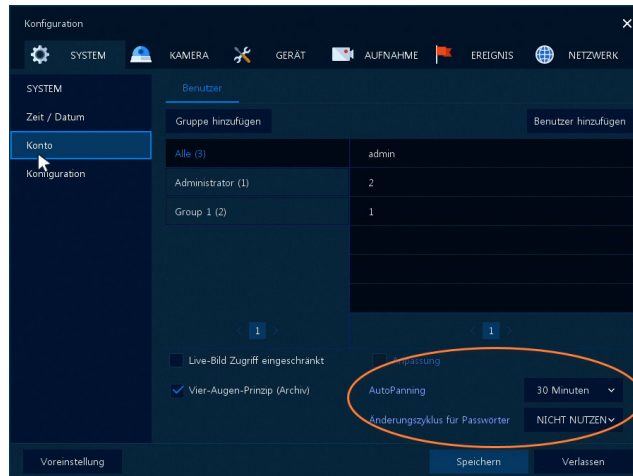 Konfiguration
SYSTEM KAMERA GERÄT AUFNAHME EREIGNIS NETZWERK
SYSTEM
Zeit / Datum
Konto
Konfiguration
Benutzer
Gruppe hinzufügen
Benutzer hinzufügen
Alle (3)
Administrator (1)
Group 1 (2)
admin
2
1
1
1
Live-Bild Zugriff eingeschränkt
Anpassung
Vier-Augen-Prinzip (Archiv)
AutoPanning
30 Minuten
Änderungszyklus für Passwörter
NICHT NUTZEN
Voreinstellung
Speichern
Verlassen